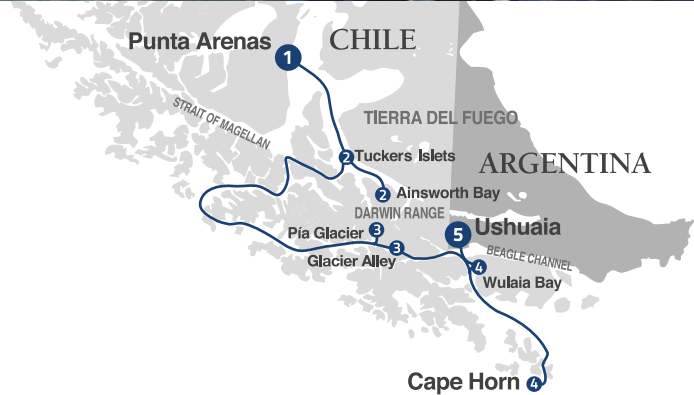 Punta Arenas
CHILE
1
STRAIT OF MAGELLAN
TIERRA DEL FUEGO
2 Tuckers Islets
ARGENTINA
2 Ainsworth Bay
DARWIN RANGE
Pía Glacier 3
5 Ushuaia
3
Glacier Alley
BEAGLE CHANNEL
4
Wulaia Bay
Cape Horn 4